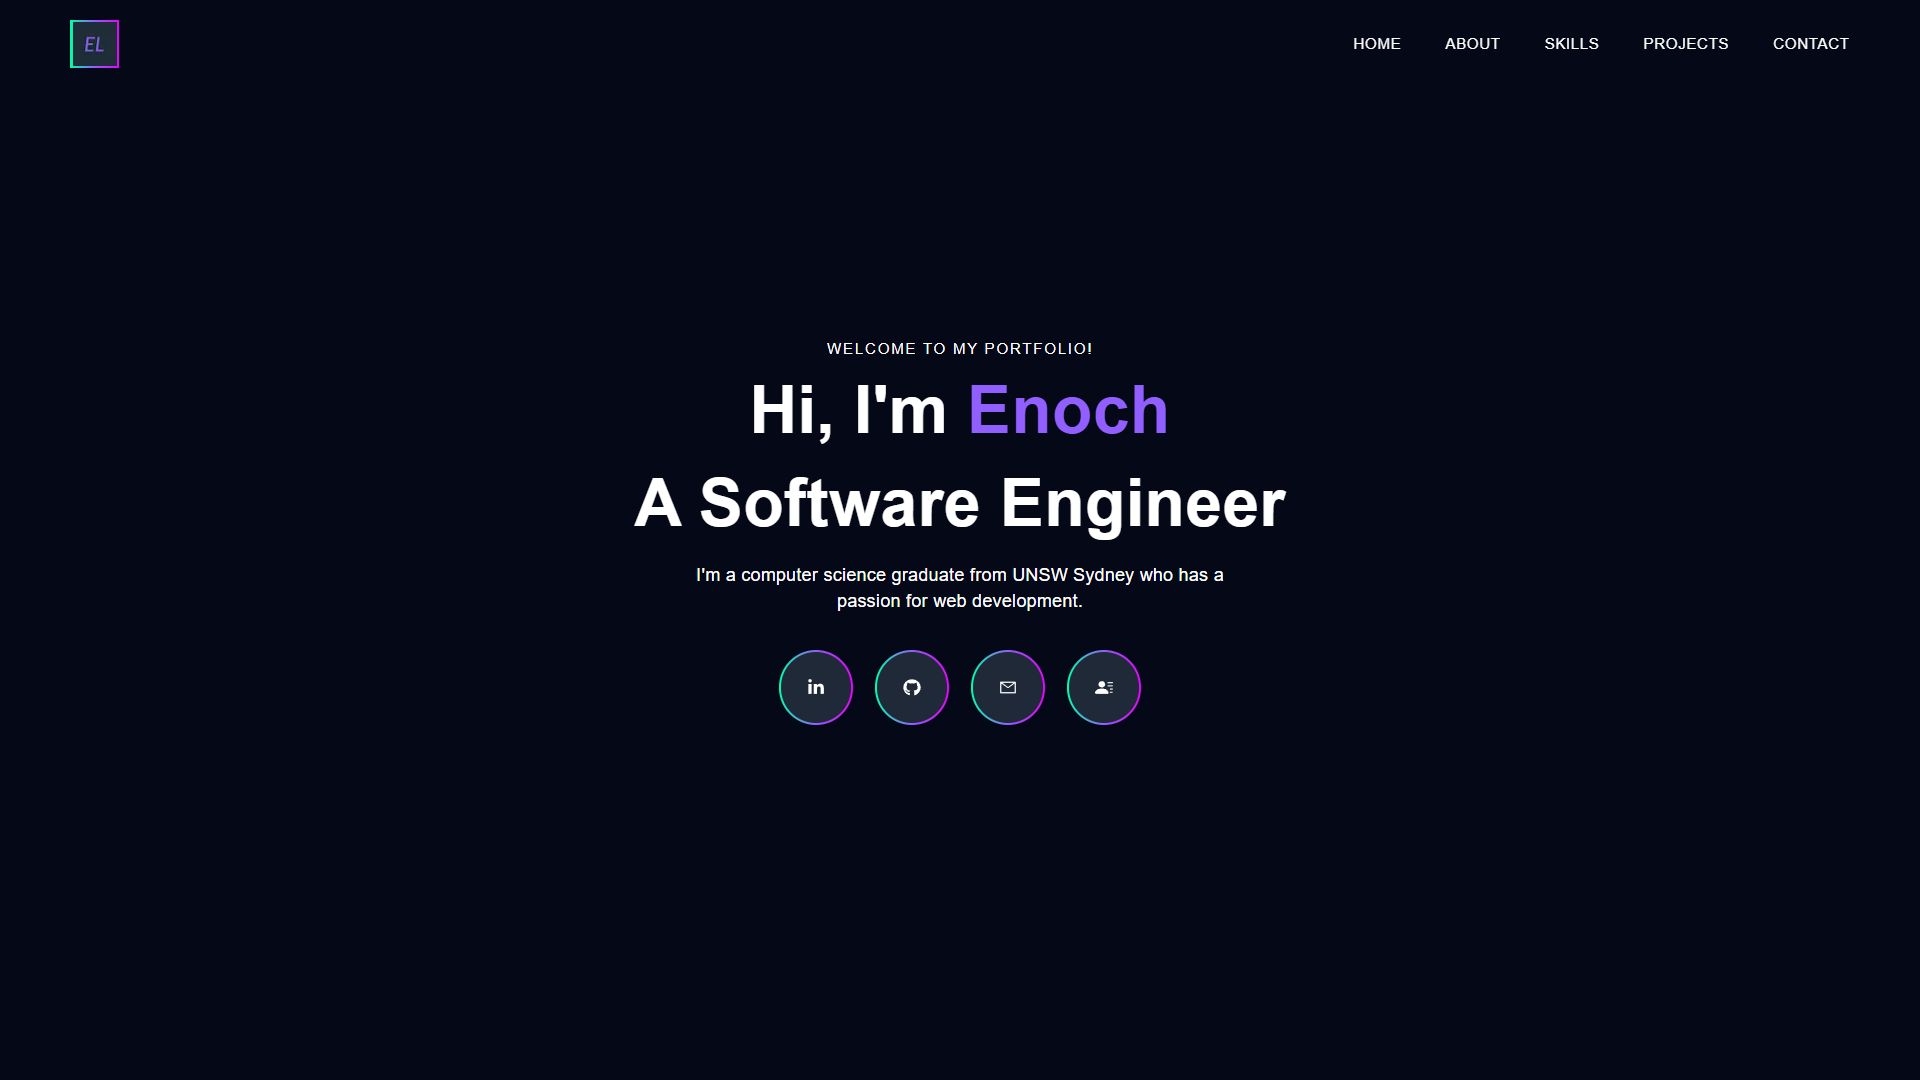 EL
HOME ABOUT SKILLS PROJECTS CONTACT
WELCOME TO MY PORTFOLIO!
Hi, I'm Enoch
A Software Engineer
I'm a computer science graduate from UNSW Sydney who has a
passion for web development.
in